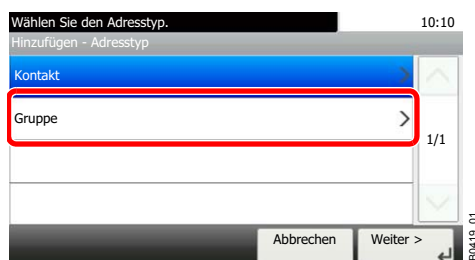 Wählen Sie den Adresstyp. 10:10
Hinzufügen - Adresstyp
Kontakt >
Gruppe >
1/1
Abbrechen Weiter >